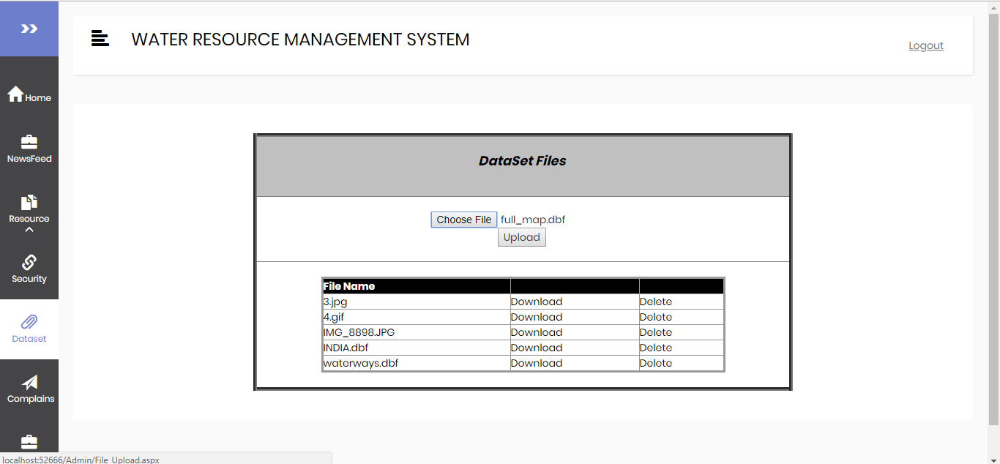 WATER RESOURCE MANAGEMENT SYSTEM
Logout
Home
NewsFeed
Resource
Security
Dataset
Complains
DataSet Files
Choose File full_map.dbf
Upload
File Name
3.jpg Download Delete
4.gif Download Delete
IMG_8898.JPG Download Delete
INDIA.dbf Download Delete
waterways.dbf Download Delete
localhost:52666/Admin/File_Upload.aspx